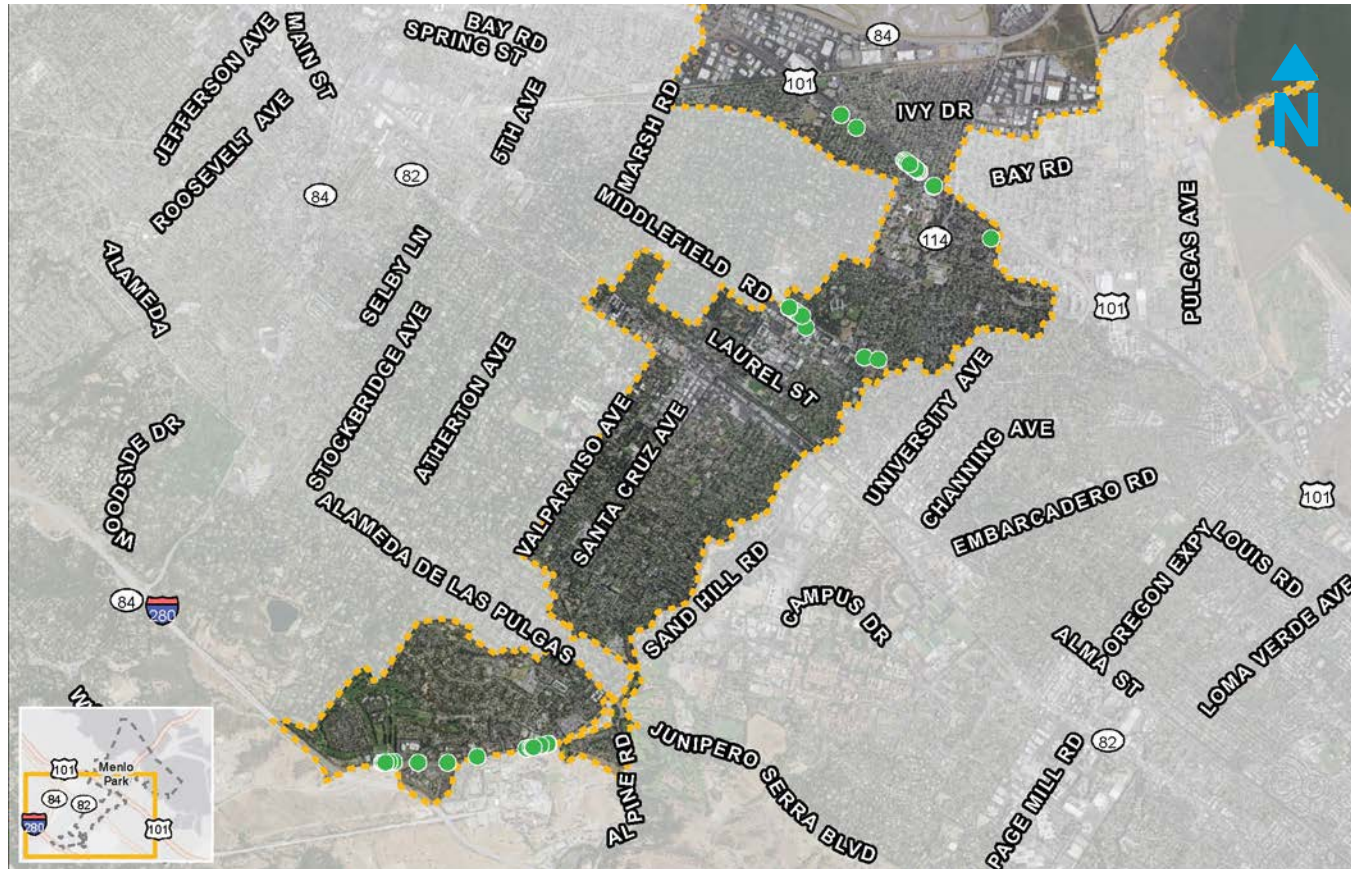 JEFFERSON AVE
MAIN ST
BAY RD
SPRING ST
84
101
ROOSEVELT AVE
5TH AVE
MARSH RD
IVY DR
84
82
BAY RD
MIDDLEFIELD RD
PULGAS AVE
114
ALAMEDA
SELBY LN
101
STOCKBRIDGE AVE
ATHERTON AVE
LAUREL ST
UNIVERSITY AVE
CHANNING AVE
WOODSIDE DR
VALPARAISO AVE
SANTA CRUZ AVE
EMBARCADERO RD
101
LOUIS RD
OREGON EXPY
ALAMEDA DE LAS PULGAS
SAND HILL RD
CAMPUS DR
84
280
ALMA ST
LOMA VERDE AVE
JUNIPERO SERRA BLVD
ALPINE RD
PAGE MILL RD
82
N
101
Menlo
Park
84
82
280
101